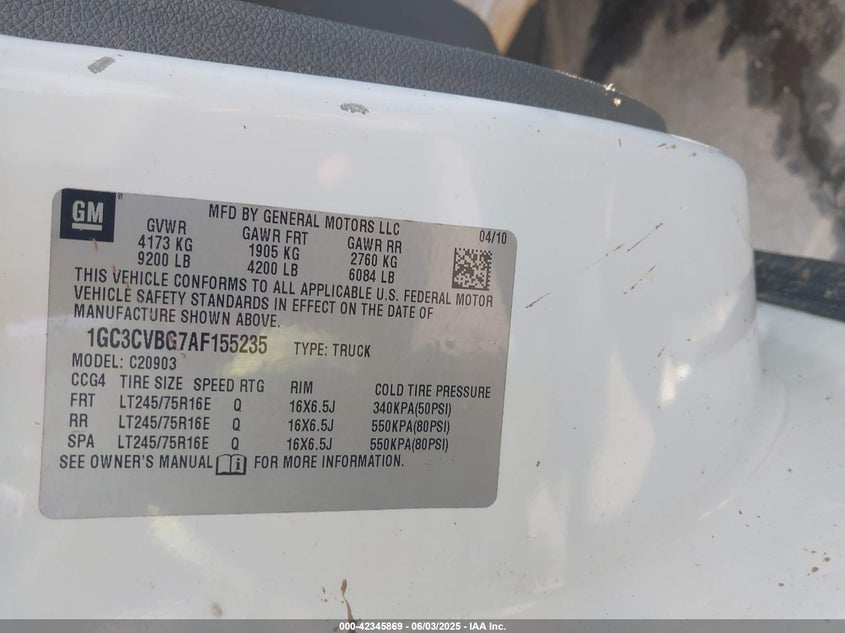 GM
MFD BY GENERAL MOTORS LLC
04/10
GVWR GAWR FRT GAWR RR
4173 KG 1905 KG 2760 KG
9200 LB 4200 LB 6084 LB
THIS VEHICLE CONFORMS TO ALL APPLICABLE U.S. FEDERAL MOTOR
VEHICLE SAFETY STANDARDS IN EFFECT ON THE DATE OF
MANUFACTURE SHOWN ABOVE.
1GC3CVBG7AF155235 TYPE: TRUCK
MODEL: C20903
CCG4 TIRE SIZE SPEED RTG RIM COLD TIRE PRESSURE
FRT LT245/75R16E Q 16X6.5J 340KPA(50PSI)
RR LT245/75R16E Q 16X6.5J 550KPA(80PSI)
SPA LT245/75R16E Q 16X6.5J 550KPA(80PSI)
SEE OWNER'S MANUAL FOR MORE INFORMATION.
000-42345869 - 06/03/2025 - IAA Inc.